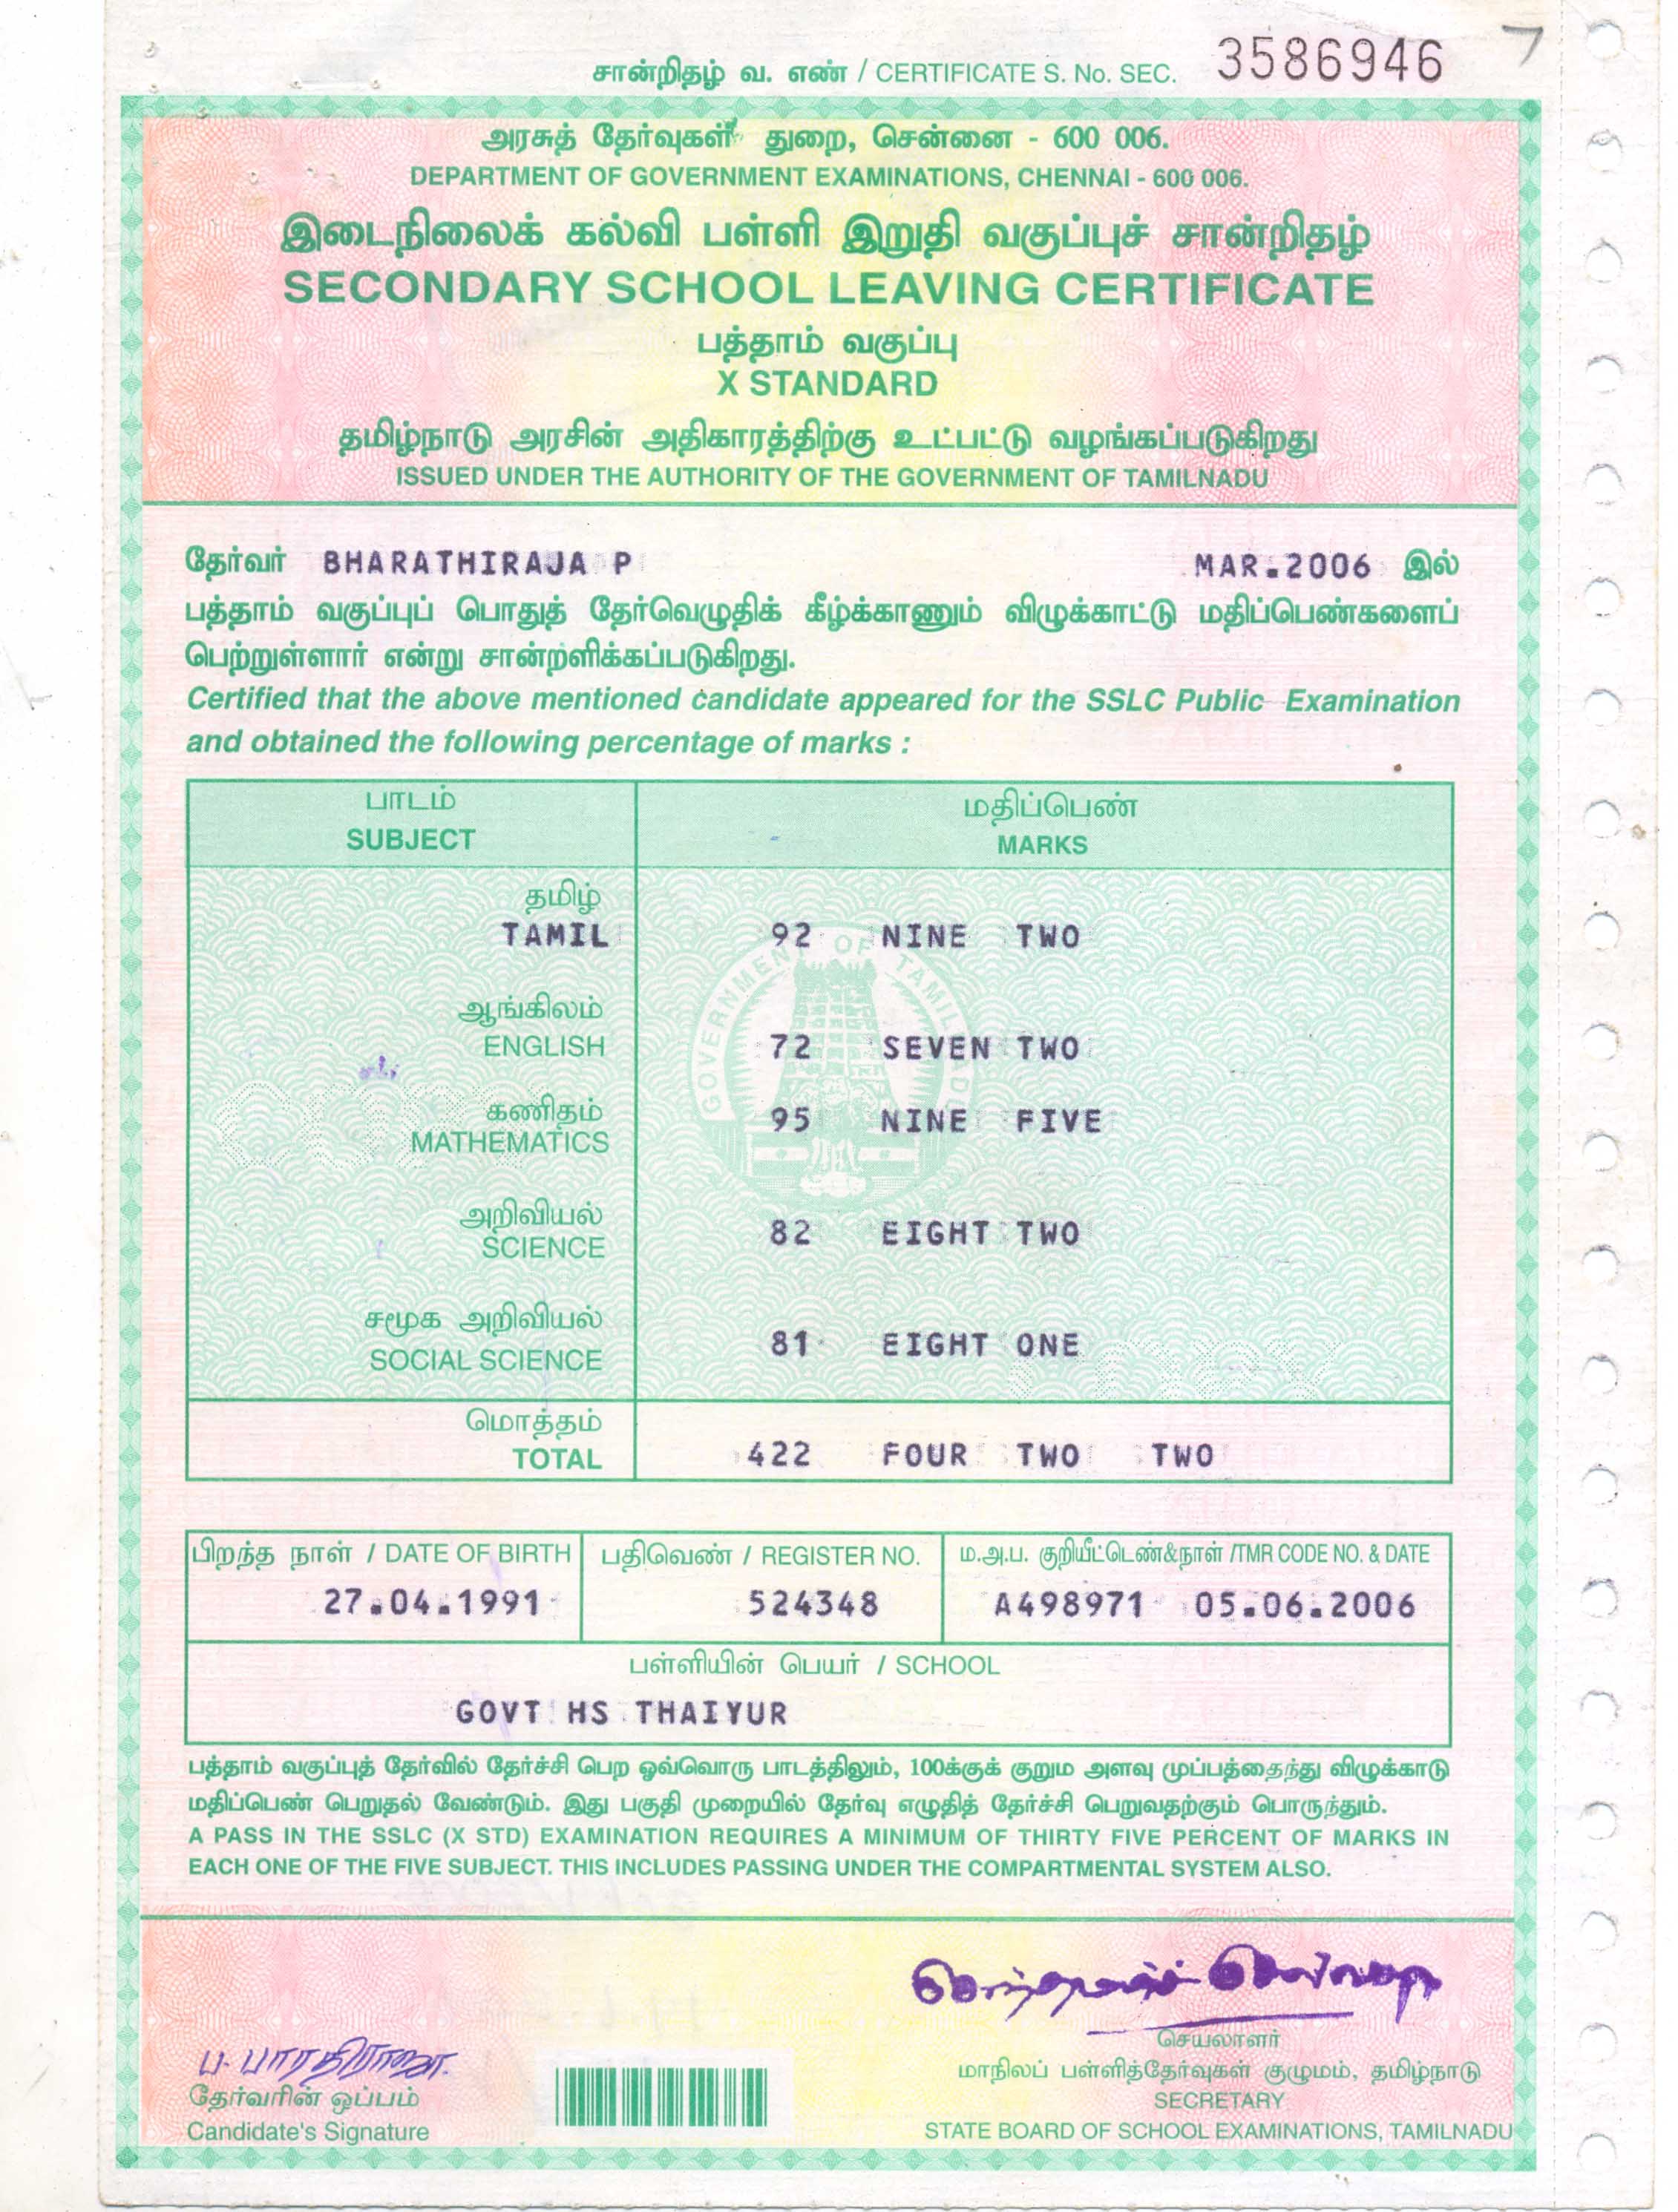 சான்றிதழ் வ. எண் / CERTIFICATE S. No. SEC. 3586946
அரசுத் தேர்வுகள் துறை, சென்னை - 600 006.
DEPARTMENT OF GOVERNMENT EXAMINATIONS, CHENNAI - 600 006.
இடைநிலைக் கல்வி பள்ளி இறுதி வகுப்புச் சான்றிதழ்
SECONDARY SCHOOL LEAVING CERTIFICATE
பத்தாம் வகுப்பு
X STANDARD
தமிழ்நாடு அரசின் அதிகாரத்திற்கு உட்பட்டு வழங்கப்படுகிறது
ISSUED UNDER THE AUTHORITY OF THE GOVERNMENT OF TAMILNADU
தேர்வர் BHARATHIRAJA P MAR.2006 இல்
பத்தாம் வகுப்புப் பொதுத் தேர்வெழுதிக் கீழ்க்காணும் விழுக்காட்டு மதிப்பெண்களைப்
பெற்றுள்ளார் என்று சான்றளிக்கப்படுகிறது.
Certified that the above mentioned candidate appeared for the SSLC Public Examination
and obtained the following percentage of marks :
பாடம் மதிப்பெண்
SUBJECT MARKS
தமிழ்
TAMIL 92 NINE TWO
GOVERNMENT OF TAMILNADU
ஆங்கிலம்
ENGLISH 72 SEVEN TWO
கணிதம்
MATHEMATICS 95 NINE FIVE
அறிவியல்
SCIENCE 82 EIGHT TWO
சமூக அறிவியல்
SOCIAL SCIENCE 81 EIGHT ONE
மொத்தம்
TOTAL 422 FOUR TWO TWO
பிறந்த நாள் / DATE OF BIRTH பதிவெண் / REGISTER NO. ம.அ.ப. குறியீட்டெண்&நாள் /TMR CODE NO. & DATE
27.04.1991 524348 A498971 05.06.2006
பள்ளியின் பெயர் / SCHOOL
GOVT HS THAIYUR
பத்தாம் வகுப்புத் தேர்வில் தேர்ச்சி பெற ஒவ்வொரு பாடத்திலும், 100க்குக் குறும அளவு முப்பத்தைந்து விழுக்காடு
மதிப்பெண் பெறுதல் வேண்டும். இது பகுதி முறையில் தேர்வு எழுதித் தேர்ச்சி பெறுவதற்கும் பொருந்தும்.
A PASS IN THE SSLC (X STD) EXAMINATION REQUIRES A MINIMUM OF THIRTY FIVE PERCENT OF MARKS IN
EACH ONE OF THE FIVE SUBJECT. THIS INCLUDES PASSING UNDER THE COMPARTMENTAL SYSTEM ALSO.
ப. பாரதிராஜா.
தேர்வரின் ஒப்பம்
Candidate's Signature
செயலாளர்
மாநிலப் பள்ளித்தேர்வுகள் குழுமம், தமிழ்நாடு
SECRETARY
STATE BOARD OF SCHOOL EXAMINATIONS, TAMILNADU